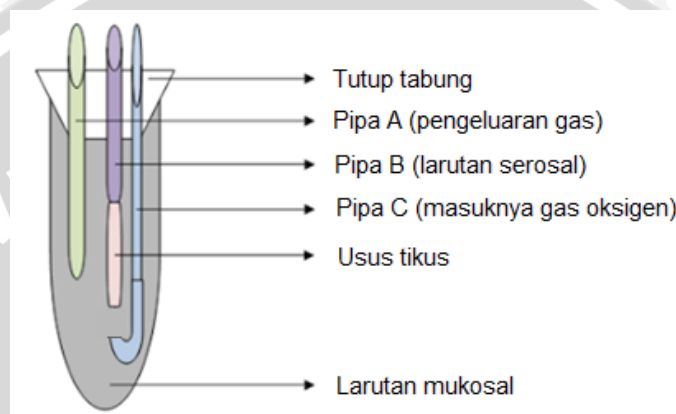 Tutup tabung
Pipa A (pengeluaran gas)
Pipa B (larutan serosal)
Pipa C (masuknya gas oksigen)
Usus tikus
Larutan mukosal